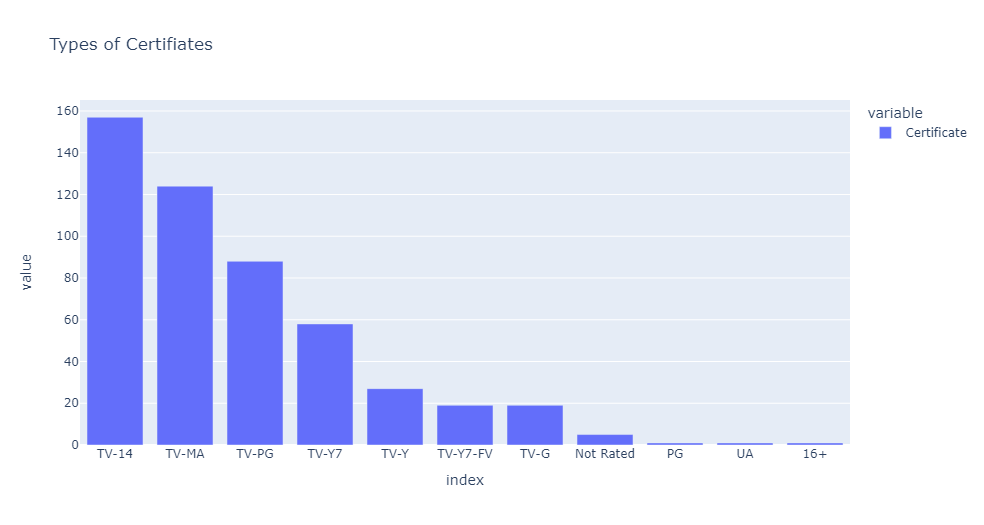 Types of Certifiates
variable
Certificate
value
160
140
120
100
80
60
40
20
0
TV-14 TV-MA TV-PG TV-Y7 TV-Y TV-Y7-FV TV-G Not Rated PG UA 16+
index